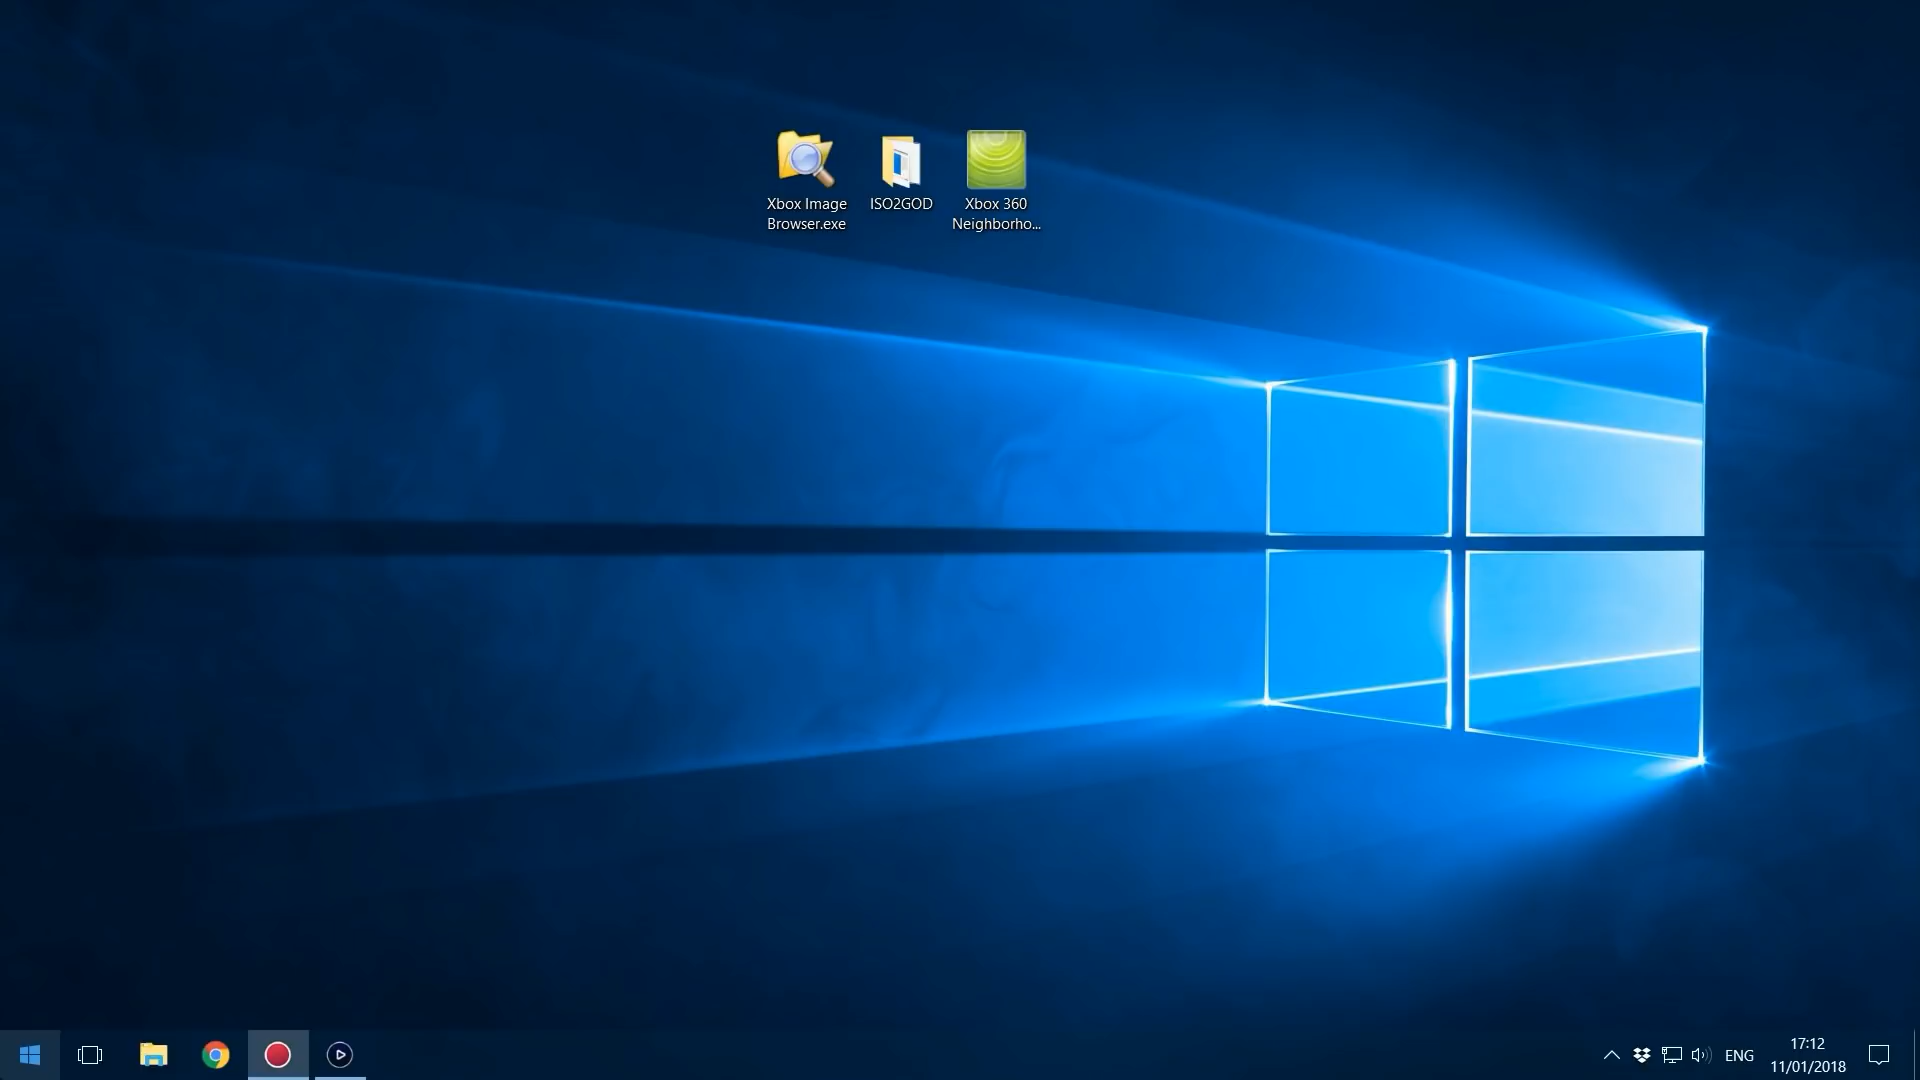 Xbox Image
Browser.exe
ISO2GOD
Xbox 360
Neighborho...
ENG
17:12
11/01/2018